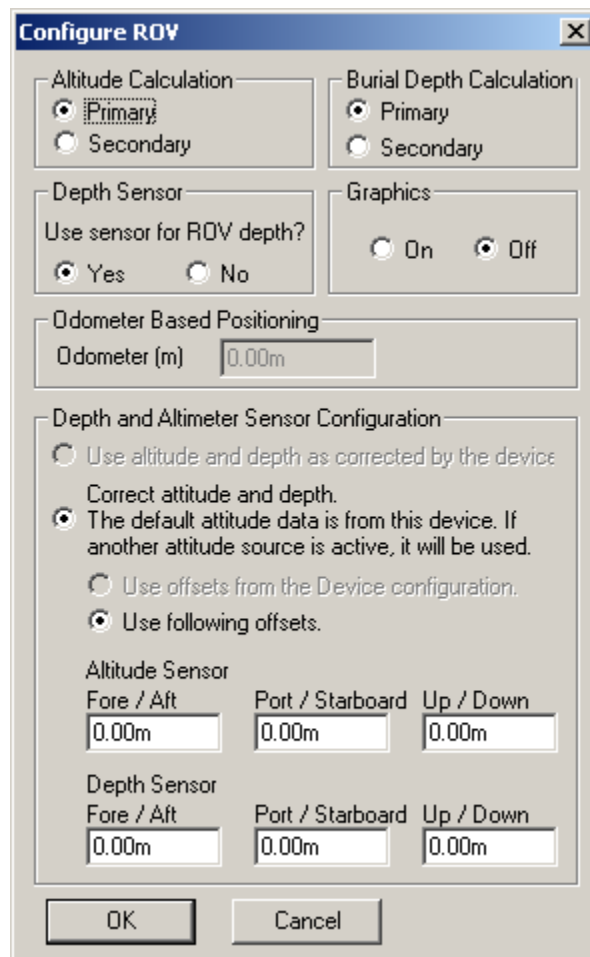 Configure ROV
Altitude Calculation
Primary
Secondary
Burial Depth Calculation
Primary
Secondary
Depth Sensor
Use sensor for ROV depth?
Yes No
Graphics
On Off
Odometer Based Positioning
Odometer (m) 0.00m
Depth and Altimeter Sensor Configuration
Use altitude and depth as corrected by the device
Correct attitude and depth.
The default attitude data is from this device. If
another attitude source is active, it will be used.
Use offsets from the Device configuration.
Use following offsets.
Altitude Sensor
Fore / Aft Port / Starboard Up / Down
0.00m 0.00m 0.00m
Depth Sensor
Fore / Aft Port / Starboard Up / Down
0.00m 0.00m 0.00m
OK Cancel